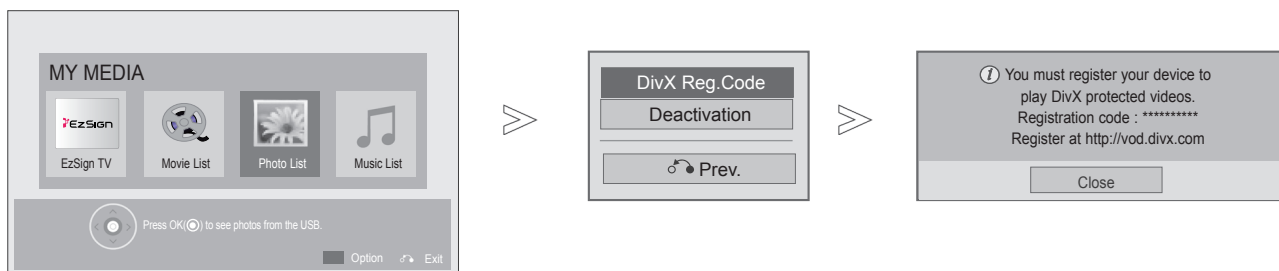 MY MEDIA
EzSign
EzSign TV
Movie List
Photo List
Music List
Press OK(◉) to see photos from the USB.
Option
Exit
DivX Reg.Code
Deactivation
Prev.
You must register your device to
play DivX protected videos.
Registration code : **********
Register at http://vod.divx.com
Close